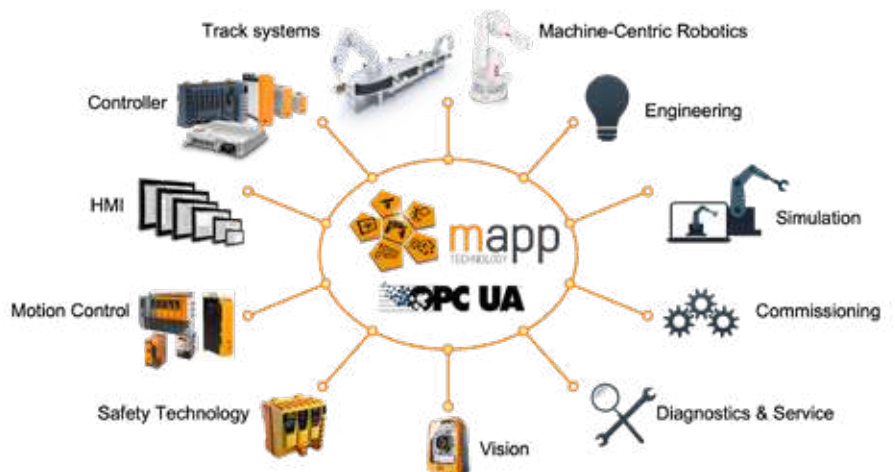 Track systems
Machine-Centric Robotics
Controller
Engineering
HMI
mapp
TECHNOLOGY
Simulation
OPC UA
Motion Control
Commissioning
Safety Technology
Vision
Diagnostics & Service